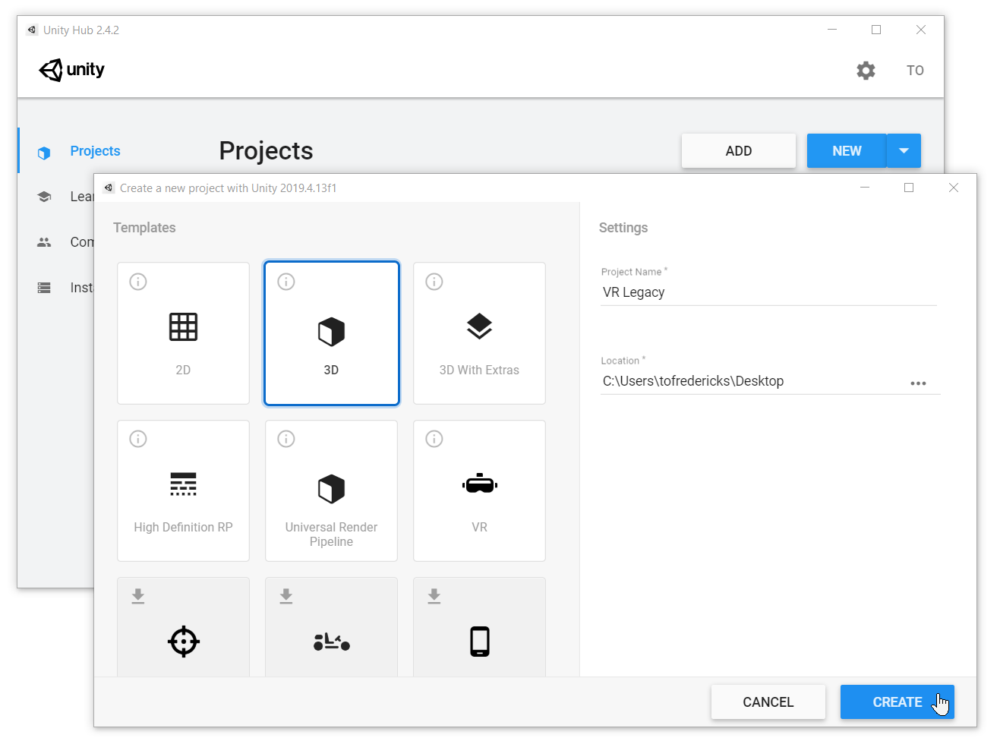 Unity Hub 2.4.2
unity
TO
Projects
Projects
ADD
NEW
Create a new project with Unity 2019.4.13f1
Lear
Com
Inst
Templates
Settings
2D
3D
3D With Extras
High Definition RP
Universal Render
Pipeline
VR
Project Name *
VR Legacy
Location *
C:\Users\tofredericks\Desktop
CANCEL
CREATE